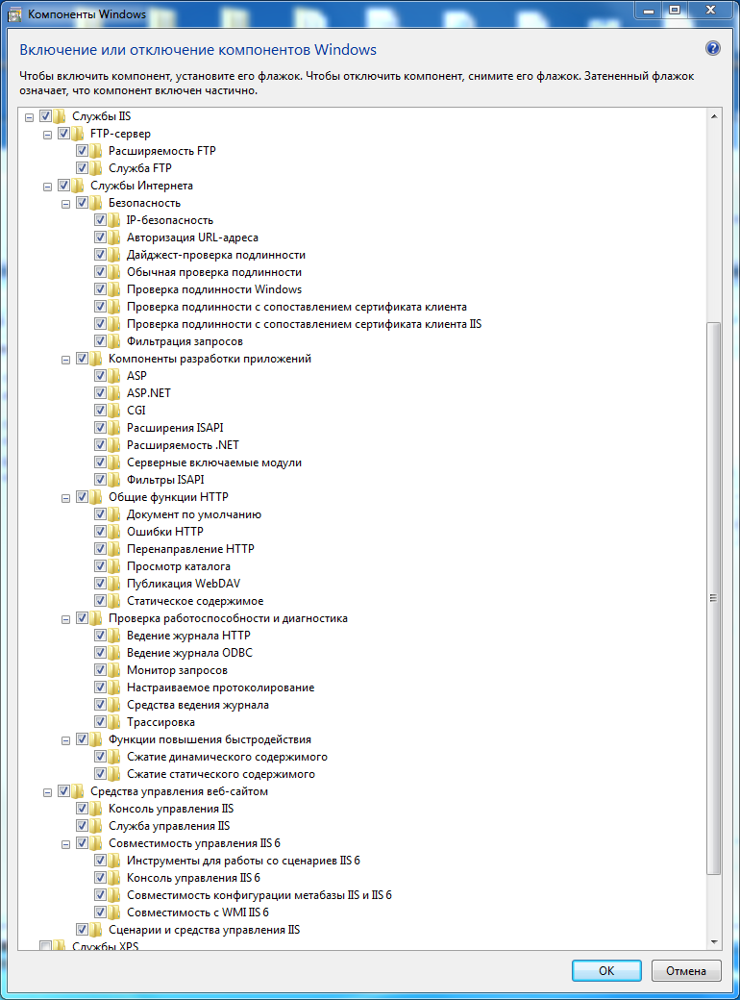 Компоненты Windows
Включение или отключение компонентов Windows
Чтобы включить компонент, установите его флажок. Чтобы отключить компонент, снимите его флажок. Затененный флажок
означает, что компонент включен частично.
Службы IIS
FTP-сервер
Расширяемость FTP
Служба FTP
Службы Интернета
Безопасность
IP-безопасность
Авторизация URL-адреса
Дайджест-проверка подлинности
Обычная проверка подлинности
Проверка подлинности Windows
Проверка подлинности с сопоставлением сертификата клиента
Проверка подлинности с сопоставлением сертификата клиента IIS
Фильтрация запросов
Компоненты разработки приложений
ASP
ASP.NET
CGI
Расширения ISAPI
Расширяемость .NET
Серверные включаемые модули
Фильтры ISAPI
Общие функции HTTP
Документ по умолчанию
Ошибки HTTP
Перенаправление HTTP
Просмотр каталога
Публикация WebDAV
Статическое содержимое
Проверка работоспособности и диагностика
Ведение журнала HTTP
Ведение журнала ODBC
Монитор запросов
Настраиваемое протоколирование
Средства ведения журнала
Трассировка
Функции повышения быстродействия
Сжатие динамического содержимого
Сжатие статического содержимого
Средства управления веб-сайтом
Консоль управления IIS
Служба управления IIS
Совместимость управления IIS 6
Инструменты для работы со сценариев IIS 6
Консоль управления IIS 6
Совместимость конфигурации метабазы IIS и IIS 6
Совместимость с WMI IIS 6
Сценарии и средства управления IIS
Службы XPS
OK
Отмена